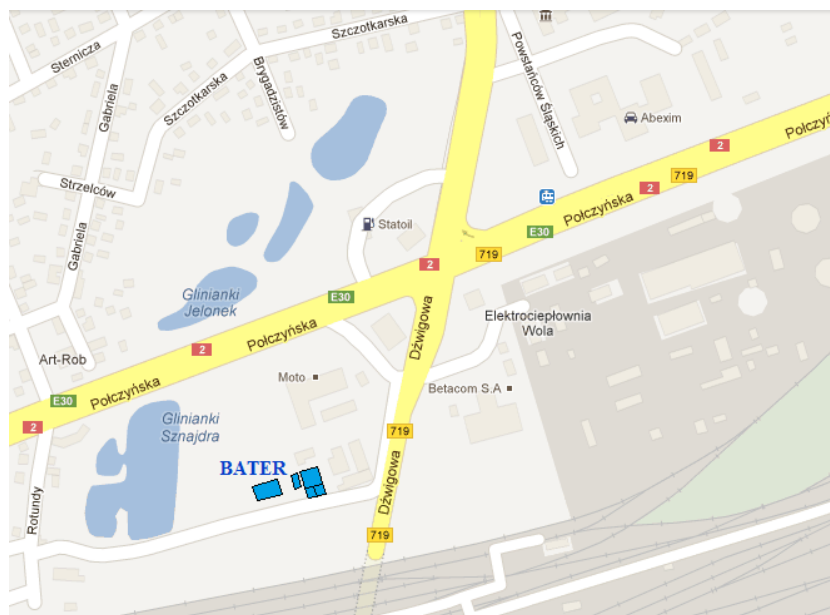 Szczotkarska
Sternicza
Gabriela
Szczotkarska
Brygadzistów
Powstańców Śląskich
Abexim
Połczyńska
2
719
2
Strzelców
Połczyńska
Statoil
E30
719
Gabriela
2
Glinianki
Jelonek
E30
Elektrociepłownia
Wola
Połczyńska
Dźwigowa
2
Art-Rob
Moto
Betacom S.A
Połczyńska
E30
Glinianki
Sznajdra
2
719
BATER
Rotundy
Dźwigowa
719